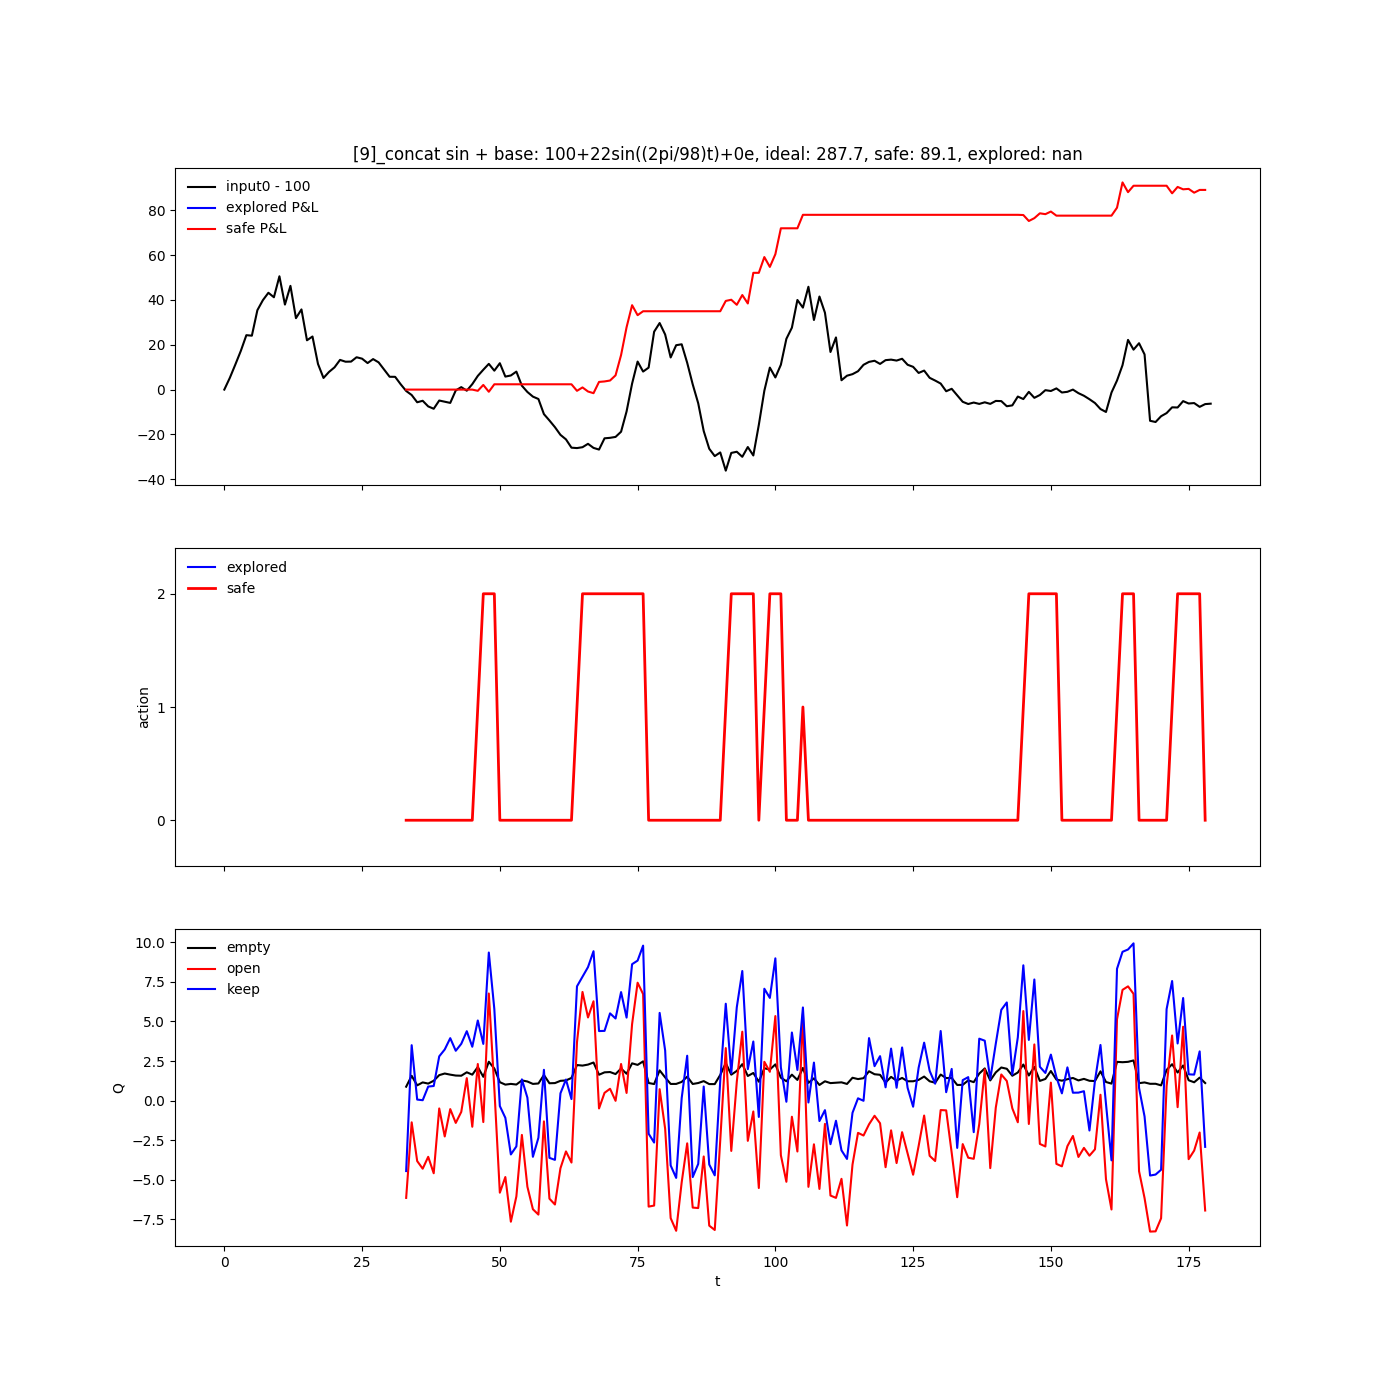 [9]_concat sin + base: 100+22sin((2pi/98)t)+0e, ideal: 287.7, safe: 89.1, explored: nan
input0 - 100
explored P&L
safe P&L
80
60
40
20
0
−20
−40
explored
safe
2
1
0
action
empty
open
keep
10.0
7.5
5.0
2.5
0.0
−2.5
−5.0
−7.5
Q
0 25 50 75 100 125 150 175
t